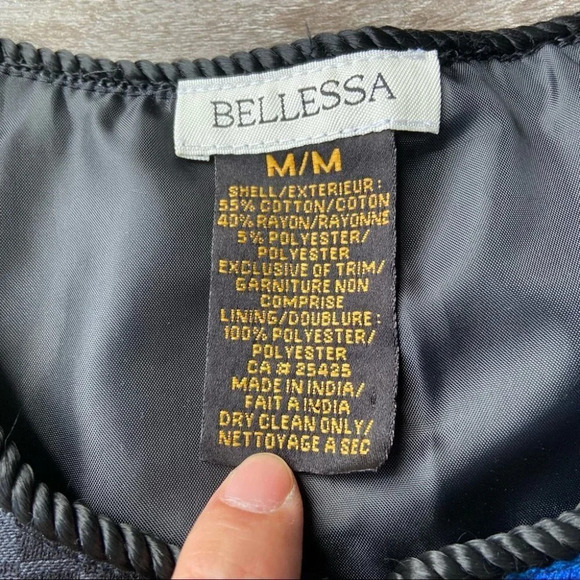 BELLESSA
M/M
SHELL/EXTERIEUR:
55% COTTON/COTON
40% RAYON/RAYONNE
5% POLYESTER/
POLYESTER
EXCLUSIVE OF TRIM/
GARNITURE NON
COMPRISE
LINING/DOUBLURE:
100% POLYESTER/
POLYESTER
CA # 25425
MADE IN INDIA/
FAIT A INDIA
DRY CLEAN ONLY/
NETTOYAGE A SEC